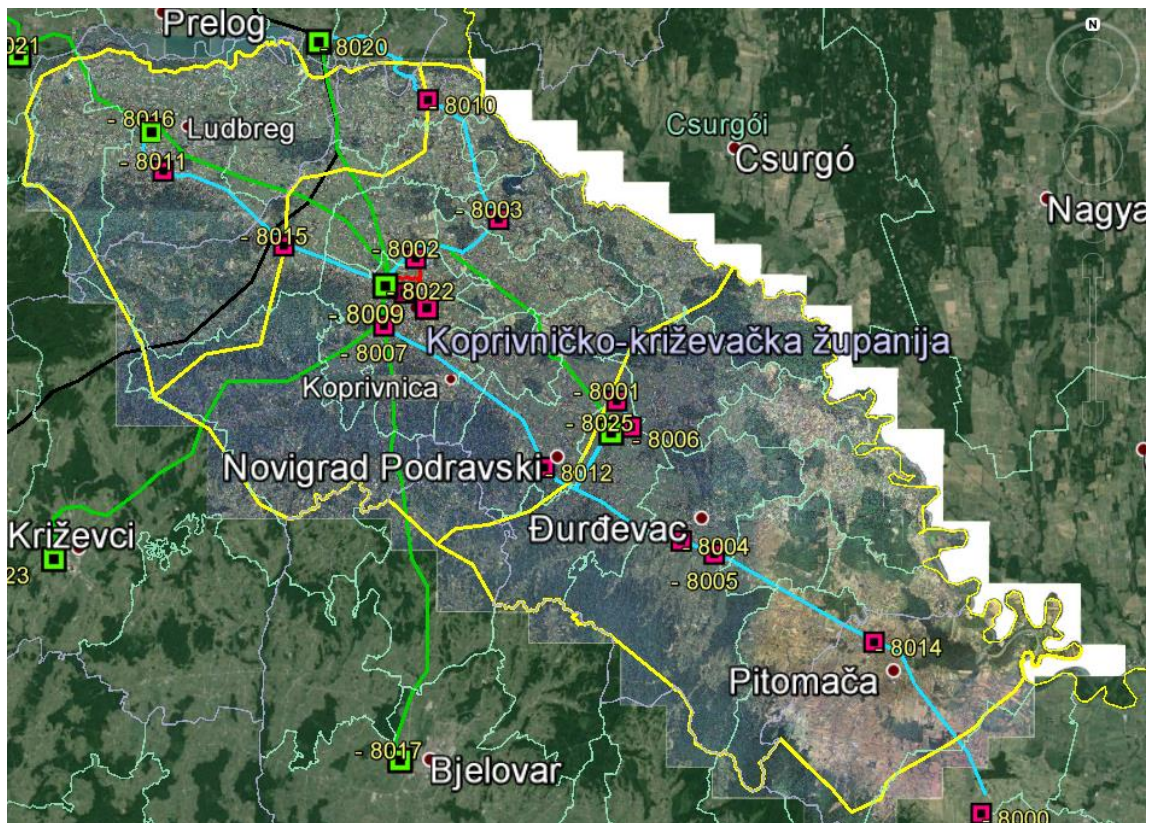 Prelog
021
- 8020
- 8010
- 8016
Ludbreg
- 8011
Csurgói
Csurgó
N
Nagya
- 8003
- 8015
- 8002
- 8022
- 8009
- 8007
Koprivničko-križevačka županija
Koprivnica
- 8001
- 8025
- 8006
Novigrad Podravski
- 8012
Križevci
23
Đurđevac
- 8004
- 8005
- 8014
Pitomača
- 8017
Bjelovar
- 8000